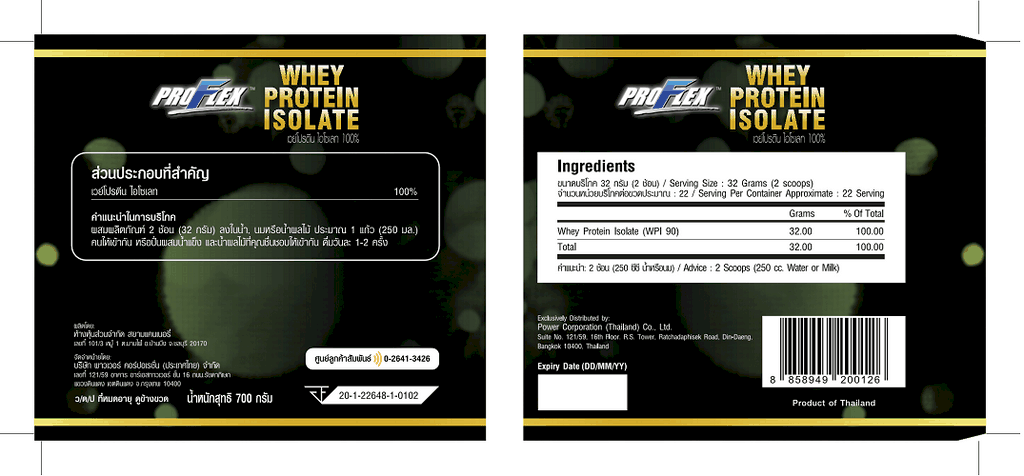 PROFLEX™
WHEY
PROTEIN
ISOLATE
เวย์โปรตีน ไอโซเลท 100%
ส่วนประกอบที่สำคัญ
เวย์โปรตีน ไอโซเลท 100%
คำแนะนำในการบริโภค
ผสมผลิตภัณฑ์ 2 ช้อน (32 กรัม) ลงในน้ำ, นมหรือน้ำผลไม้ ประมาณ 1 แก้ว (250 มล.)
คนให้เข้ากัน หรือปั่นผสมน้ำแข็ง และน้ำผลไม้ที่คุณชื่นชอบให้เข้ากัน ดื่มวันละ 1-2 ครั้ง
ผลิตโดย:
ห้างหุ้นส่วนจำกัด สยามแคนเนอรี่
เลขที่ 101/3 หมู่ 1 ต.มาบไผ่ อ.บ้านบึง จ.ชลบุรี 20170
จัดจำหน่ายโดย:
บริษัท พาวเวอร์ คอร์ปอเรชั่น (ประเทศไทย) จำกัด
เลขที่ 121/59 อาคาร อาร์เอสทาวเวอร์ ชั้น 16 ถนน.รัชดาภิเษก
แขวงดินแดง เขตดินแดง จ.กรุงเทพ 10400
ว/ด/ป ที่หมดอายุ ดูข้างขวด น้ำหนักสุทธิ 700 กรัม
ศูนย์ลูกค้าสัมพันธ์ 0-2641-3426
20-1-22648-1-0102
PROFLEX™
WHEY
PROTEIN
ISOLATE
เวย์โปรตีน ไอโซเลท 100%
Ingredients
ขนาดบริโภค 32 กรัม (2 ช้อน) / Serving Size : 32 Grams (2 scoops)
จำนวนหน่วยบริโภคต่อขวดประมาณ : 22 / Serving Per Container Approximate : 22 Serving
Grams % Of Total
Whey Protein Isolate (WPI 90) 32.00 100.00
Total 32.00 100.00
คำแนะนำ: 2 ช้อน (250 ซีซี น้ำหรือนม) / Advice : 2 Scoops (250 cc. Water or Milk)
Exclusively Distributed by:
Power Corporation (Thailand) Co., Ltd.
Suite No. 121/59, 16th Floor. R.S. Tower, Ratchadaphisek Road, Din-Daeng,
Bangkok 10400, Thailand
Expiry Date (DD/MM/YY)
8 858949 200126
Product of Thailand